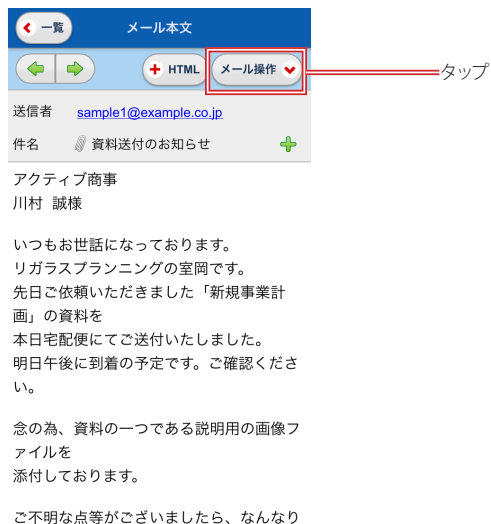 一覧
メール本文
HTML
メール操作
タップ
送信者 sample1@example.co.jp
件名 資料送付のお知らせ
アクティブ商事
川村 誠様
いつもお世話になっております。
リガラスプランニングの室岡です。
先日ご依頼いただきました「新規事業計
画」の資料を
本日宅配便にてご送付いたしました。
明日午後に到着の予定です。ご確認くださ
い。
念の為、資料の一つである説明用の画像フ
ァイルを
添付しております。
ご不明な点等がございましたら、なんなり